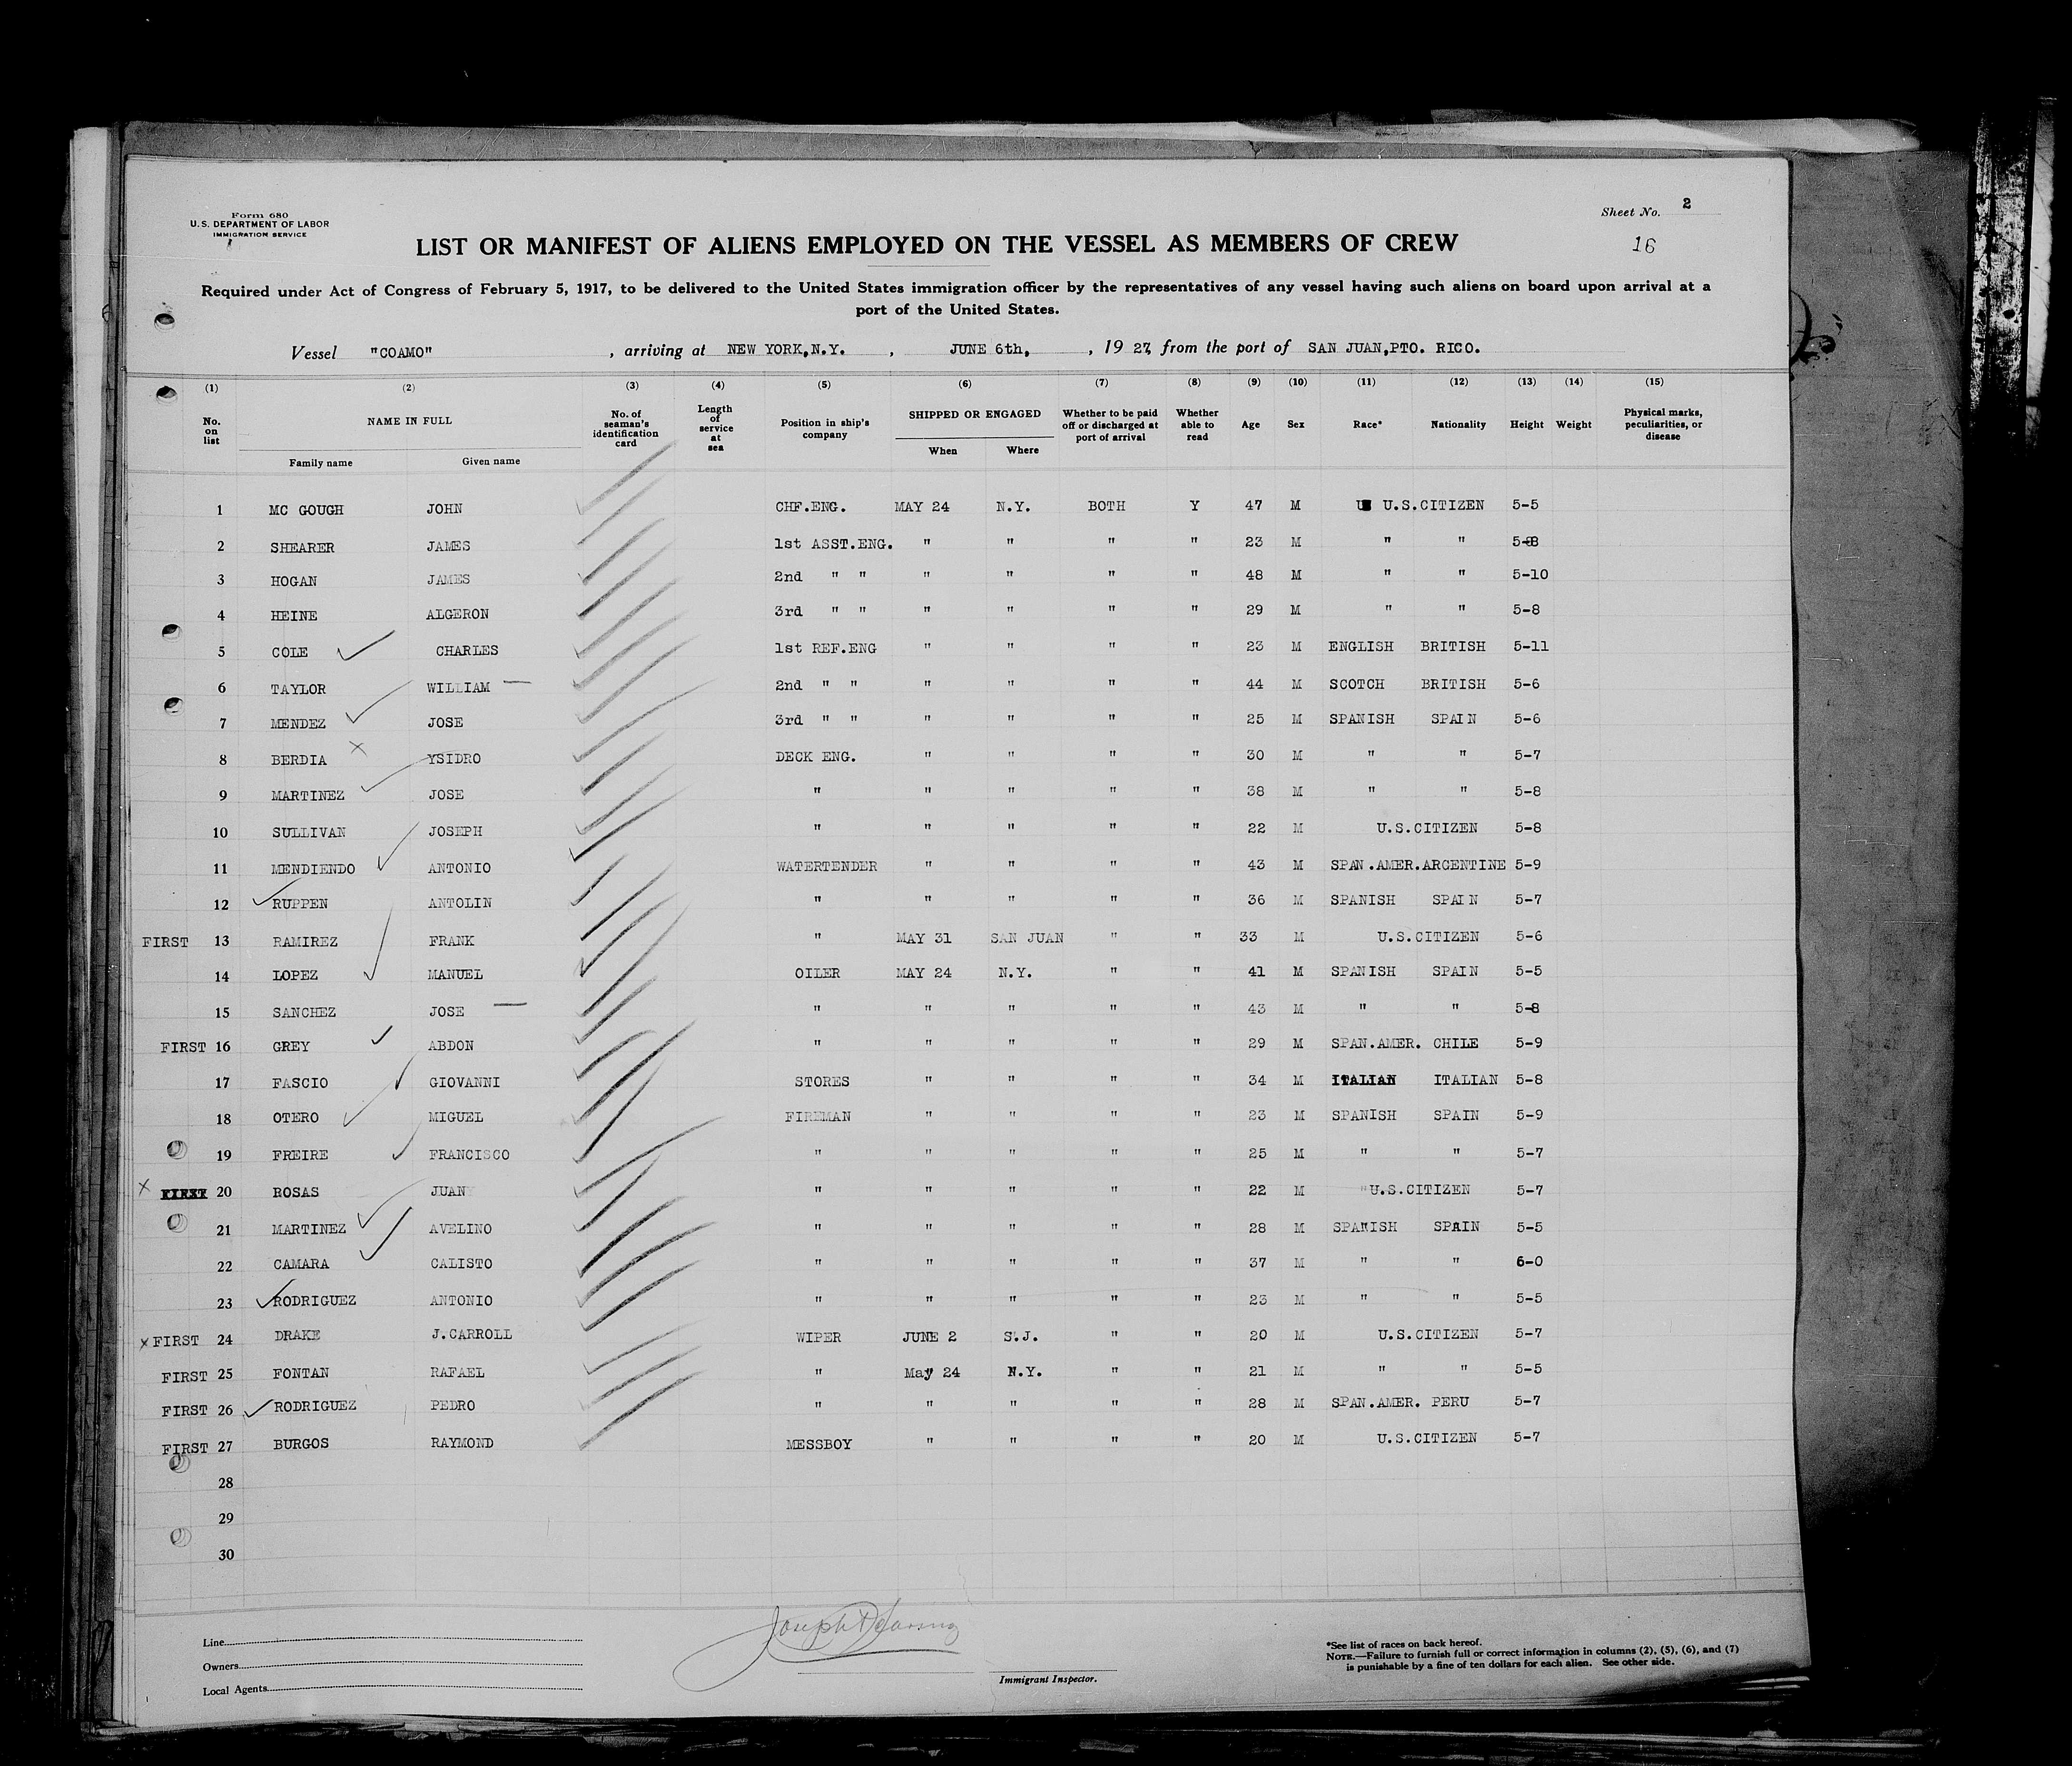 Form 680
U. S. DEPARTMENT OF LABOR
IMMIGRATION SERVICE
Sheet No. 2
16
LIST OR MANIFEST OF ALIENS EMPLOYED ON THE VESSEL AS MEMBERS OF CREW
Required under Act of Congress of February 5, 1917, to be delivered to the United States immigration officer by the representatives of any vessel having such aliens on board upon arrival at a
port of the United States.
Vessel "COAMO" , arriving at NEW YORK,N.Y. , JUNE 6th, , 19 27, from the port of SAN JUAN,PTO. RICO.
(1) (2) (3) (4) (5) (6) (7) (8) (9) (10) (11) (12) (13) (14) (15)
No. on list NAME IN FULL Family name Given name No. of seaman's identification card Length of service at sea Position in ship's company SHIPPED OR ENGAGED When Where Whether to be paid off or discharged at port of arrival Whether able to read Age Sex Race* Nationality Height Weight Physical marks, peculiarities, or disease
1 MC GOUGH JOHN CHF.ENG. MAY 24 N.Y. BOTH Y 47 M U.S.CITIZEN 5-5
2 SHEARER JAMES 1st ASST.ENG. " " " " 23 M " " 5-8
3 HOGAN JAMES 2nd " " " " " " 48 M " " 5-10
4 HEINE ALGERON 3rd " " " " " " 29 M " " 5-8
5 COLE CHARLES 1st REF.ENG " " " " 23 M ENGLISH BRITISH 5-11
6 TAYLOR WILLIAM 2nd " " " " " " 44 M SCOTCH BRITISH 5-6
7 MENDEZ JOSE 3rd " " " " " " 25 M SPANISH SPAIN 5-6
8 BERDIA YSIDRO DECK ENG. " " " " 30 M " " 5-7
9 MARTINEZ JOSE " " " " " 38 M " " 5-8
10 SULLIVAN JOSEPH " " " " " 22 M U.S.CITIZEN 5-8
11 MENDIENDO ANTONIO WATERTENDER " " " " 43 M SPAN.AMER.ARGENTINE 5-9
12 RUPPEN ANTOLIN " " " " " 36 M SPANISH SPAIN 5-7
FIRST 13 RAMIREZ FRANK " MAY 31 SAN JUAN " " 33 M U.S.CITIZEN 5-6
14 LOPEZ MANUEL OILER MAY 24 N.Y. " " 41 M SPANISH SPAIN 5-5
15 SANCHEZ JOSE " " " " " 43 M " " 5-8
FIRST 16 GREY ABDON " " " " " 29 M SPAN.AMER. CHILE 5-9
17 FASCIO GIOVANNI STORES " " " " 34 M ITALIAN ITALIAN 5-8
18 OTERO MIGUEL FIREMAN " " " " 23 M SPANISH SPAIN 5-9
19 FREIRE FRANCISCO " " " " " 25 M " " 5-7
X FIRST 20 ROSAS JUAN " " " " " 22 M "U.S.CITIZEN 5-7
21 MARTINEZ AVELINO " " " " " 28 M SPANISH SPAIN 5-5
22 CAMARA CALISTO " " " " " 37 M " " 6-0
23 RODRIGUEZ ANTONIO " " " " " 23 M " " 5-5
X FIRST 24 DRAKE J.CARROLL WIPER JUNE 2 S.J. " " 20 M U.S.CITIZEN 5-7
FIRST 25 FONTAN RAFAEL " May 24 N.Y. " " 21 M " " 5-5
FIRST 26 RODRIGUEZ PEDRO " " " " " 28 M SPAN.AMER. PERU 5-7
FIRST 27 BURGOS RAYMOND MESSBOY " " " " 20 M U.S.CITIZEN 5-7
28
29
30
Line
Owners
Local Agents
Immigrant Inspector.
*See list of races on back hereof.
NOTE.—Failure to furnish full or correct information in columns (2), (5), (6), and (7)
is punishable by a fine of ten dollars for each alien. See other side.